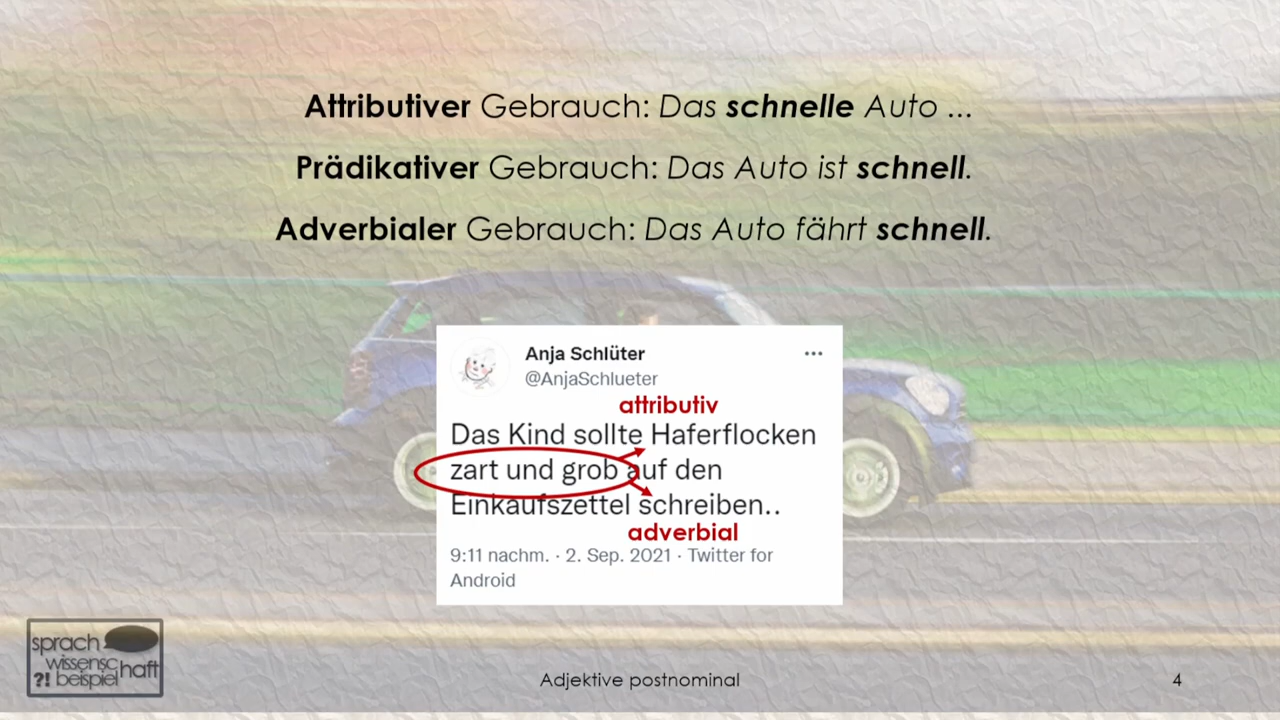 Attributiver Gebrauch: Das schnelle Auto ...
Prädikativer Gebrauch: Das Auto ist schnell.
Adverbialer Gebrauch: Das Auto fährt schnell.
Anja Schlüter
@AnjaSchlueter
attributiv
Das Kind sollte Haferflocken
zart und grob auf den
Einkaufszettel schreiben..
adverbial
9:11 nachm. · 2. Sep. 2021 · Twitter for
Android
sprach
wissensc
haft
?! beispiel
Adjektive postnominal
4